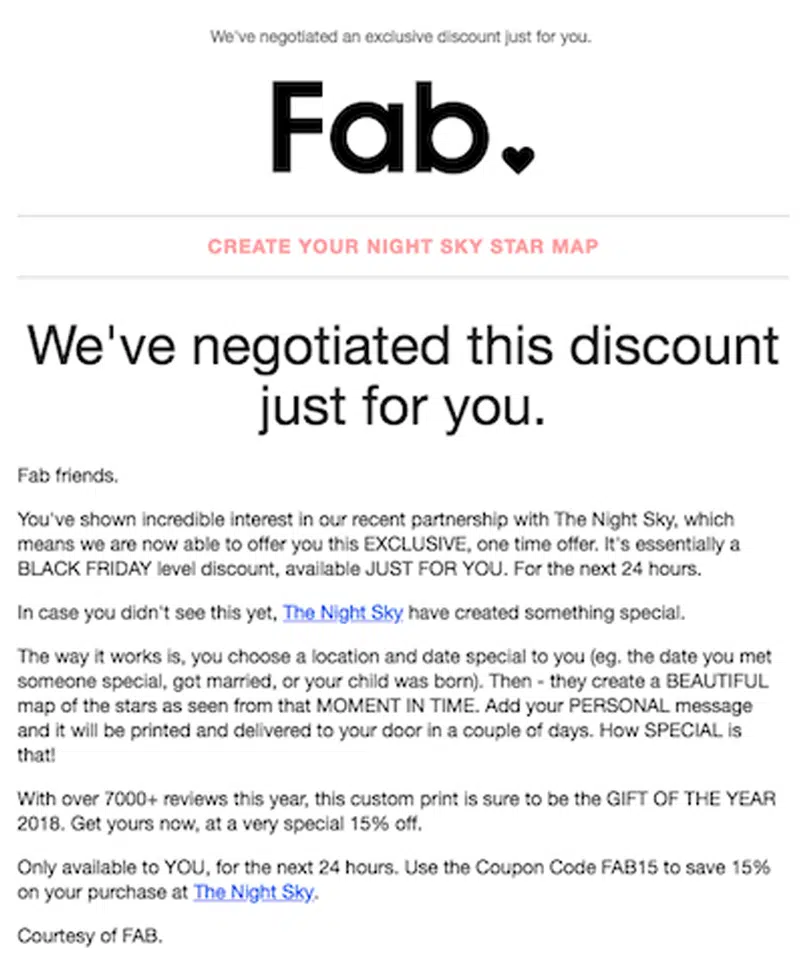 We've negotiated an exclusive discount just for you.
Fab.
CREATE YOUR NIGHT SKY STAR MAP
We've negotiated this discount
just for you.
Fab friends.
You've shown incredible interest in our recent partnership with The Night Sky, which
means we are now able to offer you this EXCLUSIVE, one time offer. It's essentially a
BLACK FRIDAY level discount, available JUST FOR YOU. For the next 24 hours.
In case you didn't see this yet, The Night Sky have created something special.
The way it works is, you choose a location and date special to you (eg. the date you met
someone special, got married, or your child was born). Then - they create a BEAUTIFUL
map of the stars as seen from that MOMENT IN TIME. Add your PERSONAL message
and it will be printed and delivered to your door in a couple of days. How SPECIAL is
that!
With over 7000+ reviews this year, this custom print is sure to be the GIFT OF THE YEAR
2018. Get yours now, at a very special 15% off.
Only available to YOU, for the next 24 hours. Use the Coupon Code FAB15 to save 15%
on your purchase at The Night Sky.
Courtesy of FAB.